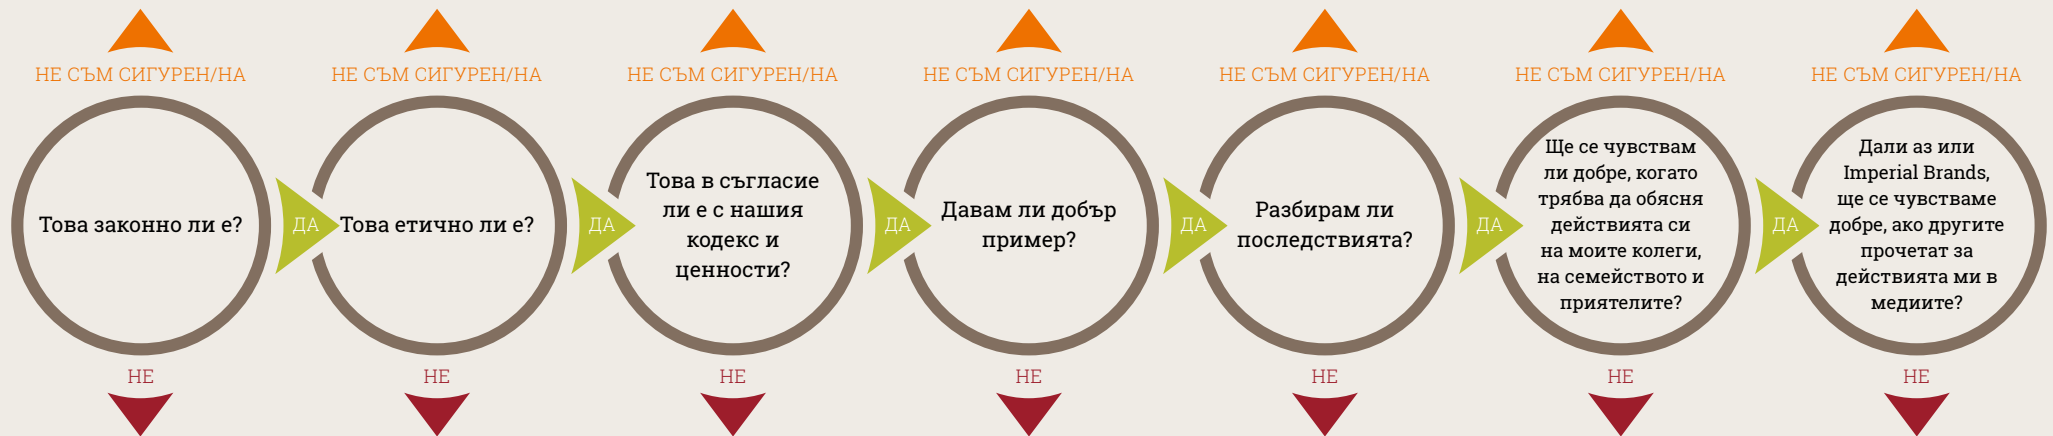 НЕ СЪМ СИГУРЕН/НА
НЕ СЪМ СИГУРЕН/НА
НЕ СЪМ СИГУРЕН/НА
НЕ СЪМ СИГУРЕН/НА
НЕ СЪМ СИГУРЕН/НА
НЕ СЪМ СИГУРЕН/НА
НЕ СЪМ СИГУРЕН/НА
Това законно ли е?
ДА
Това етично ли е?
ДА
Това в съгласие
ли е с нашия
кодекс и
ценности?
ДА
Давам ли добър
пример?
ДА
Разбирам ли
последствията?
ДА
Ще се чувствам
ли добре, когато
трябва да обясня
действията си
на моите колеги,
на семейството и
приятелите?
ДА
Дали аз или
Imperial Brands,
ще се чувстваме
добре, ако другите
прочетат за
действията ми в
медиите?
НЕ
НЕ
НЕ
НЕ
НЕ
НЕ
НЕ